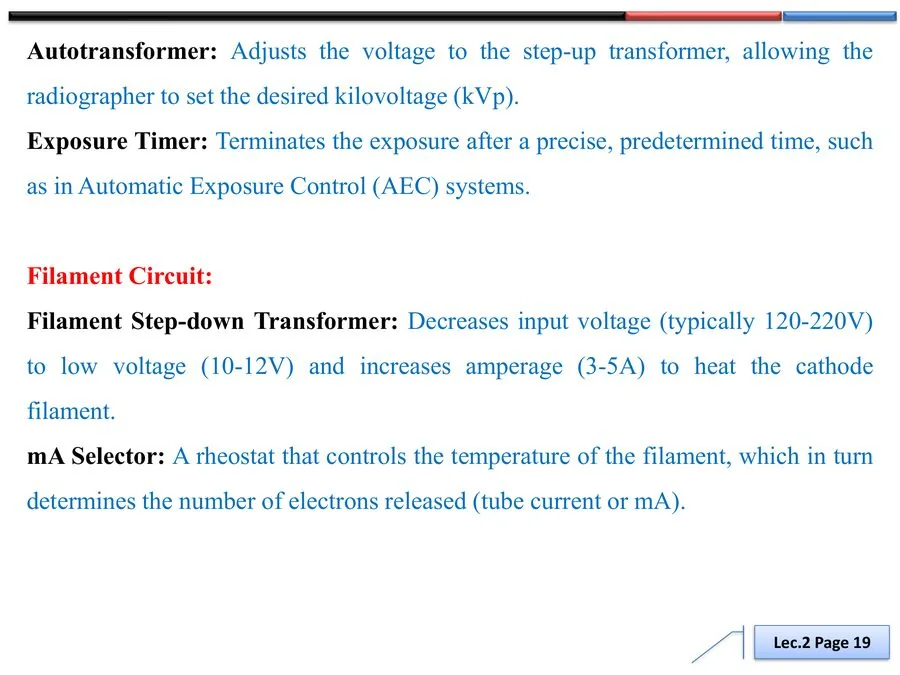 Autotransformer: Adjusts the voltage to the step-up transformer, allowing the
radiographer to set the desired kilovoltage (kVp).
Exposure Timer: Terminates the exposure after a precise, predetermined time, such
as in Automatic Exposure Control (AEC) systems.
Filament Circuit:
Filament Step-down Transformer: Decreases input voltage (typically 120-220V)
to low voltage (10-12V) and increases amperage (3-5A) to heat the cathode
filament.
mA Selector: A rheostat that controls the temperature of the filament, which in turn
determines the number of electrons released (tube current or mA).
Lec.2 Page 19